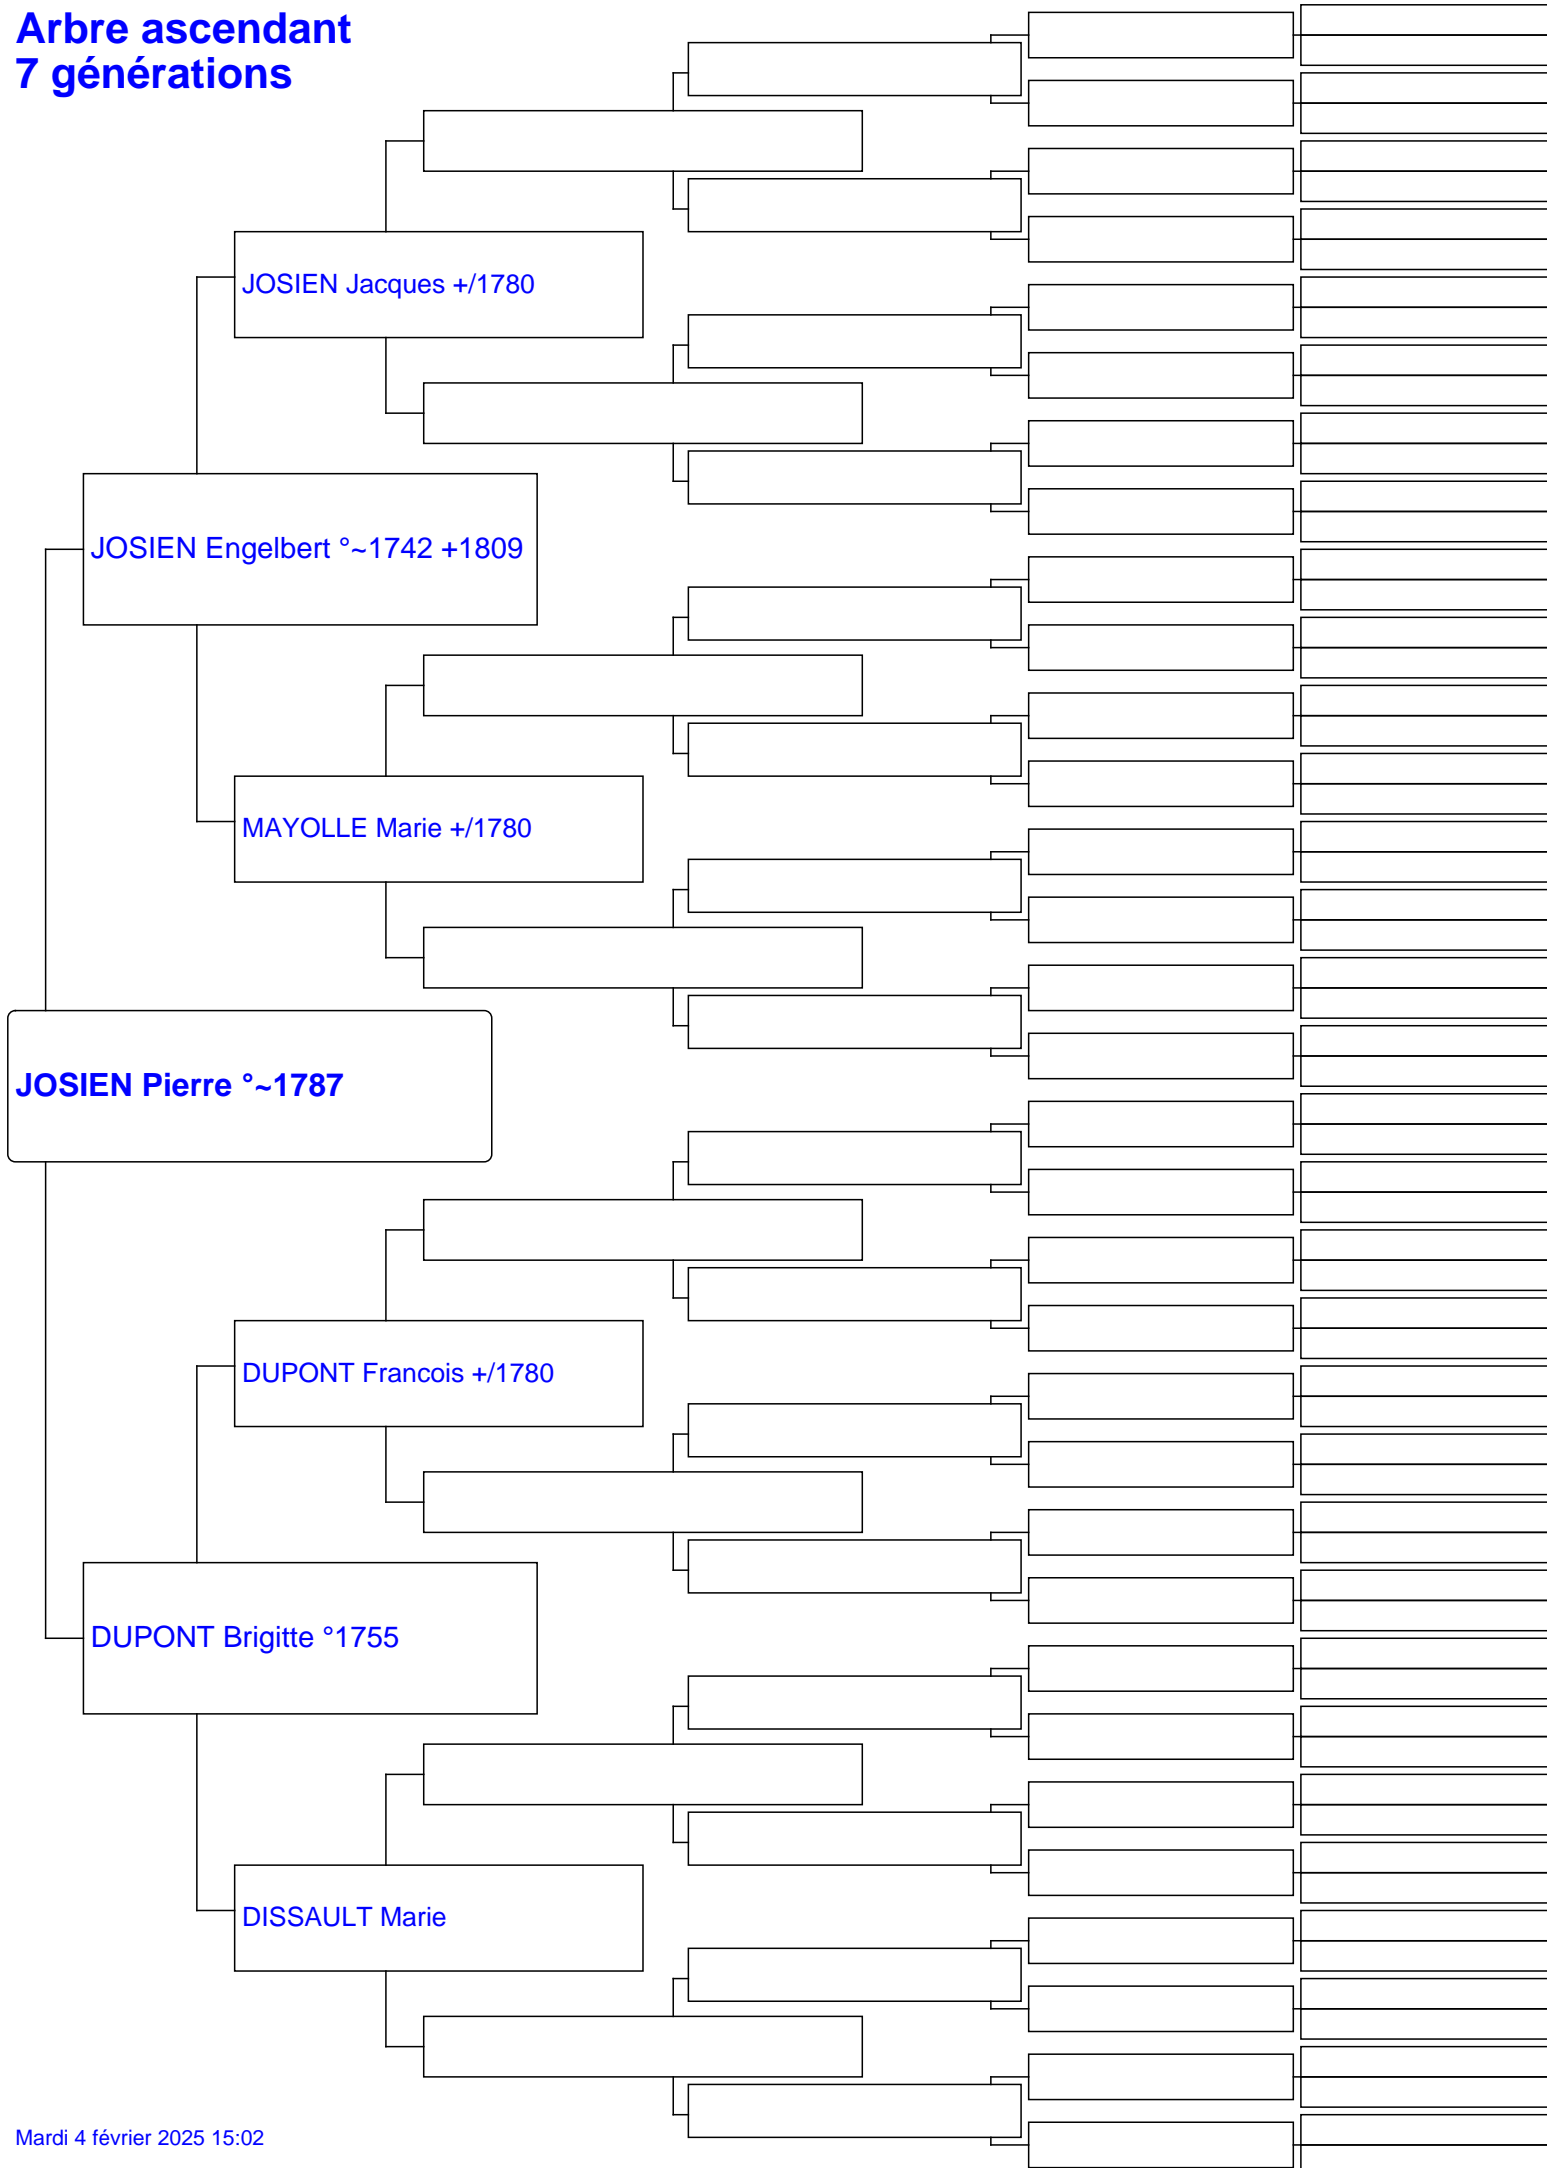 Arbre ascendant
7 générations
JOSIEN Jacques +/1780
JOSIEN Engelbert °~1742 +1809
MAYOLLE Marie +/1780
JOSIEN Pierre °~1787
DUPONT Francois +/1780
DUPONT Brigitte °1755
DISSAULT Marie
Mardi 4 février 2025 15:02